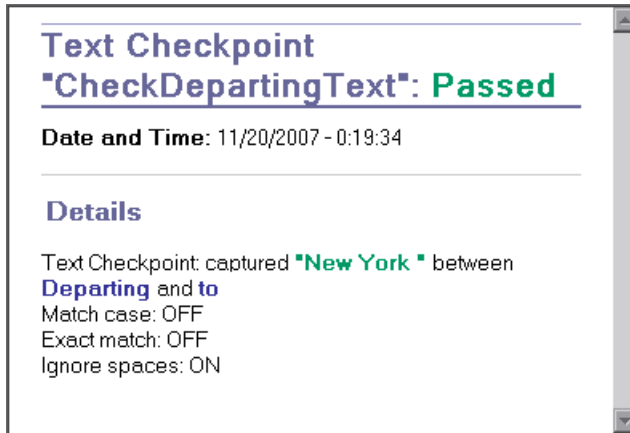 Text Checkpoint
"CheckDepartingText": Passed
Date and Time: 11/20/2007 - 0:19:34
Details
Text Checkpoint: captured "New York " between
Departing and to
Match case: OFF
Exact match: OFF
Ignore spaces: ON